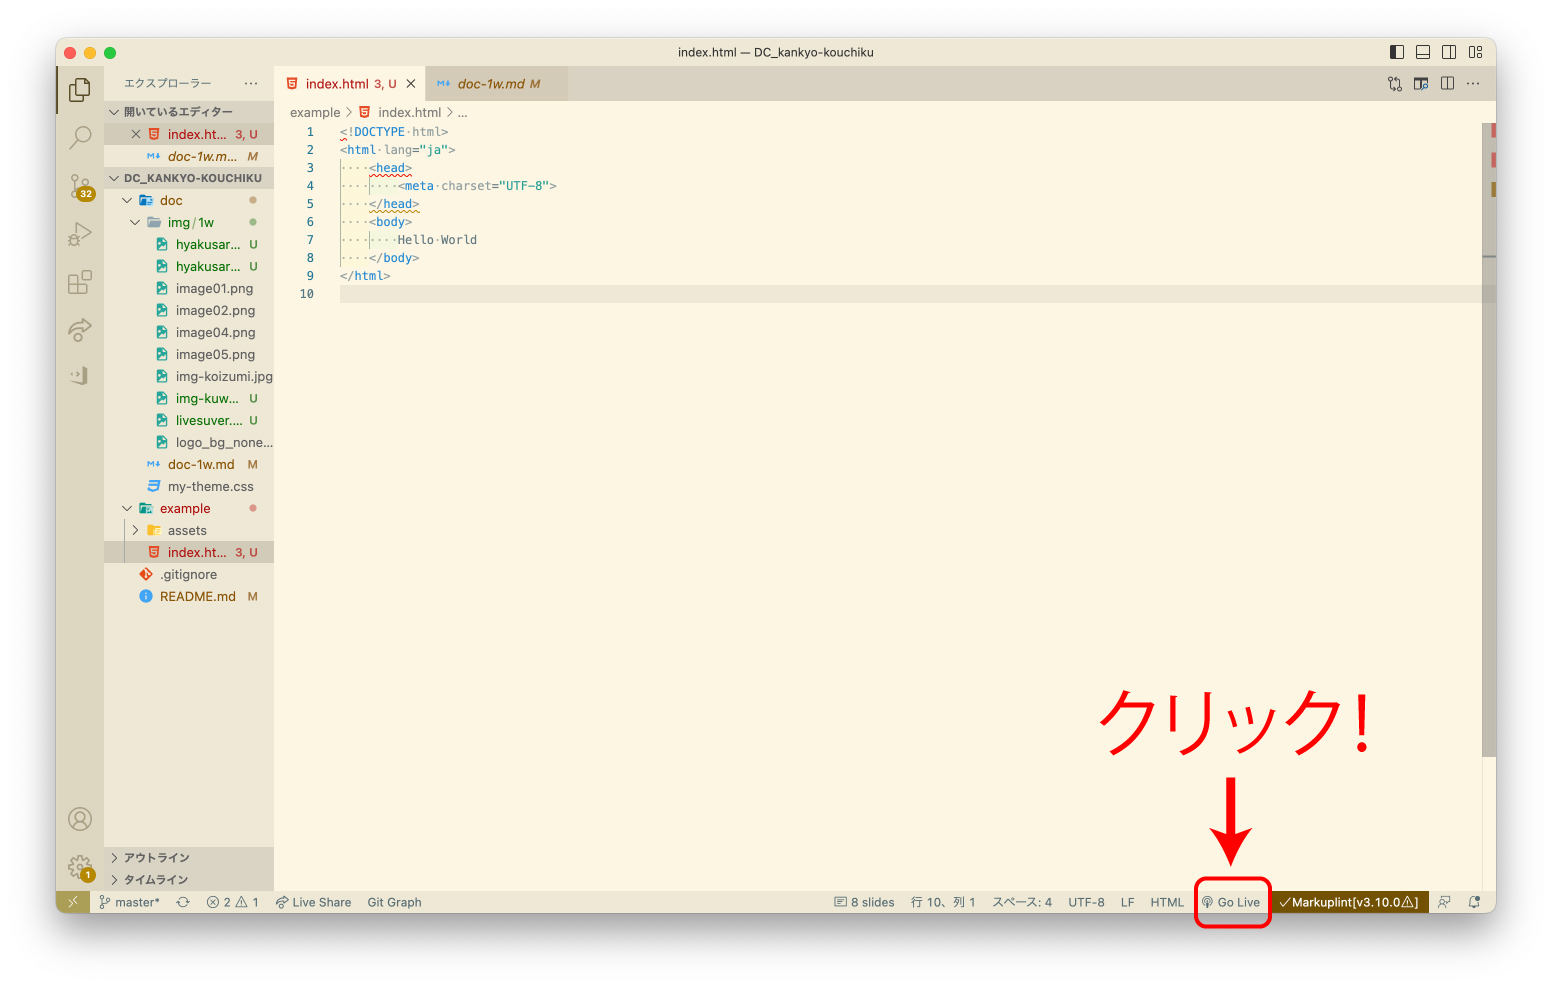 index.html — DC_kankyo-kouchiku
エクスプローラー ...
開いているエディター
index.ht... 3, U
doc-1w.m... M
DC_KANKYO-KOUCHIKU
doc
img/1w
hyakusar... U
hyakusar... U
image01.png
image02.png
image04.png
image05.png
img-koizumi.jpg
img-kuw... U
livesuver.... U
logo_bg_none...
doc-1w.md M
my-theme.css
example
assets
index.ht... 3, U
.gitignore
README.md M
アウトライン
タイムライン
32
1
index.html 3, U
doc-1w.md M
example > index.html > ...
1 <!DOCTYPE·html>
2 <html·lang="ja">
3 ····<head>
4 ········<meta·charset="UTF-8">
5 ····</head>
6 ····<body>
7 ········Hello·World
8 ····</body>
9 </html>
10
クリック!
master* 2 1 Live Share Git Graph 8 slides 行 10、列 1 スペース: 4 UTF-8 LF HTML Go Live ✓Markuplint[v3.10.0⚠]